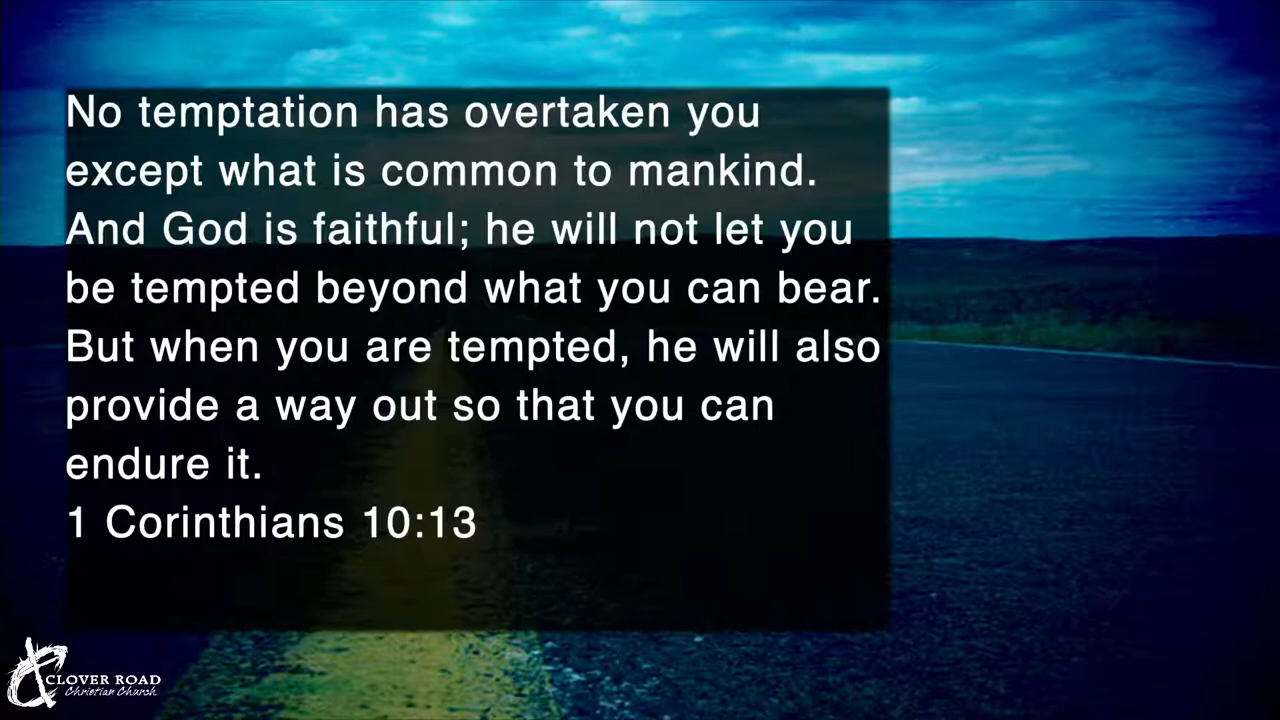 No temptation has overtaken you
except what is common to mankind.
And God is faithful; he will not let you
be tempted beyond what you can bear.
But when you are tempted, he will also
provide a way out so that you can
endure it.
1 Corinthians 10:13
CLOVER ROAD
Christian Church